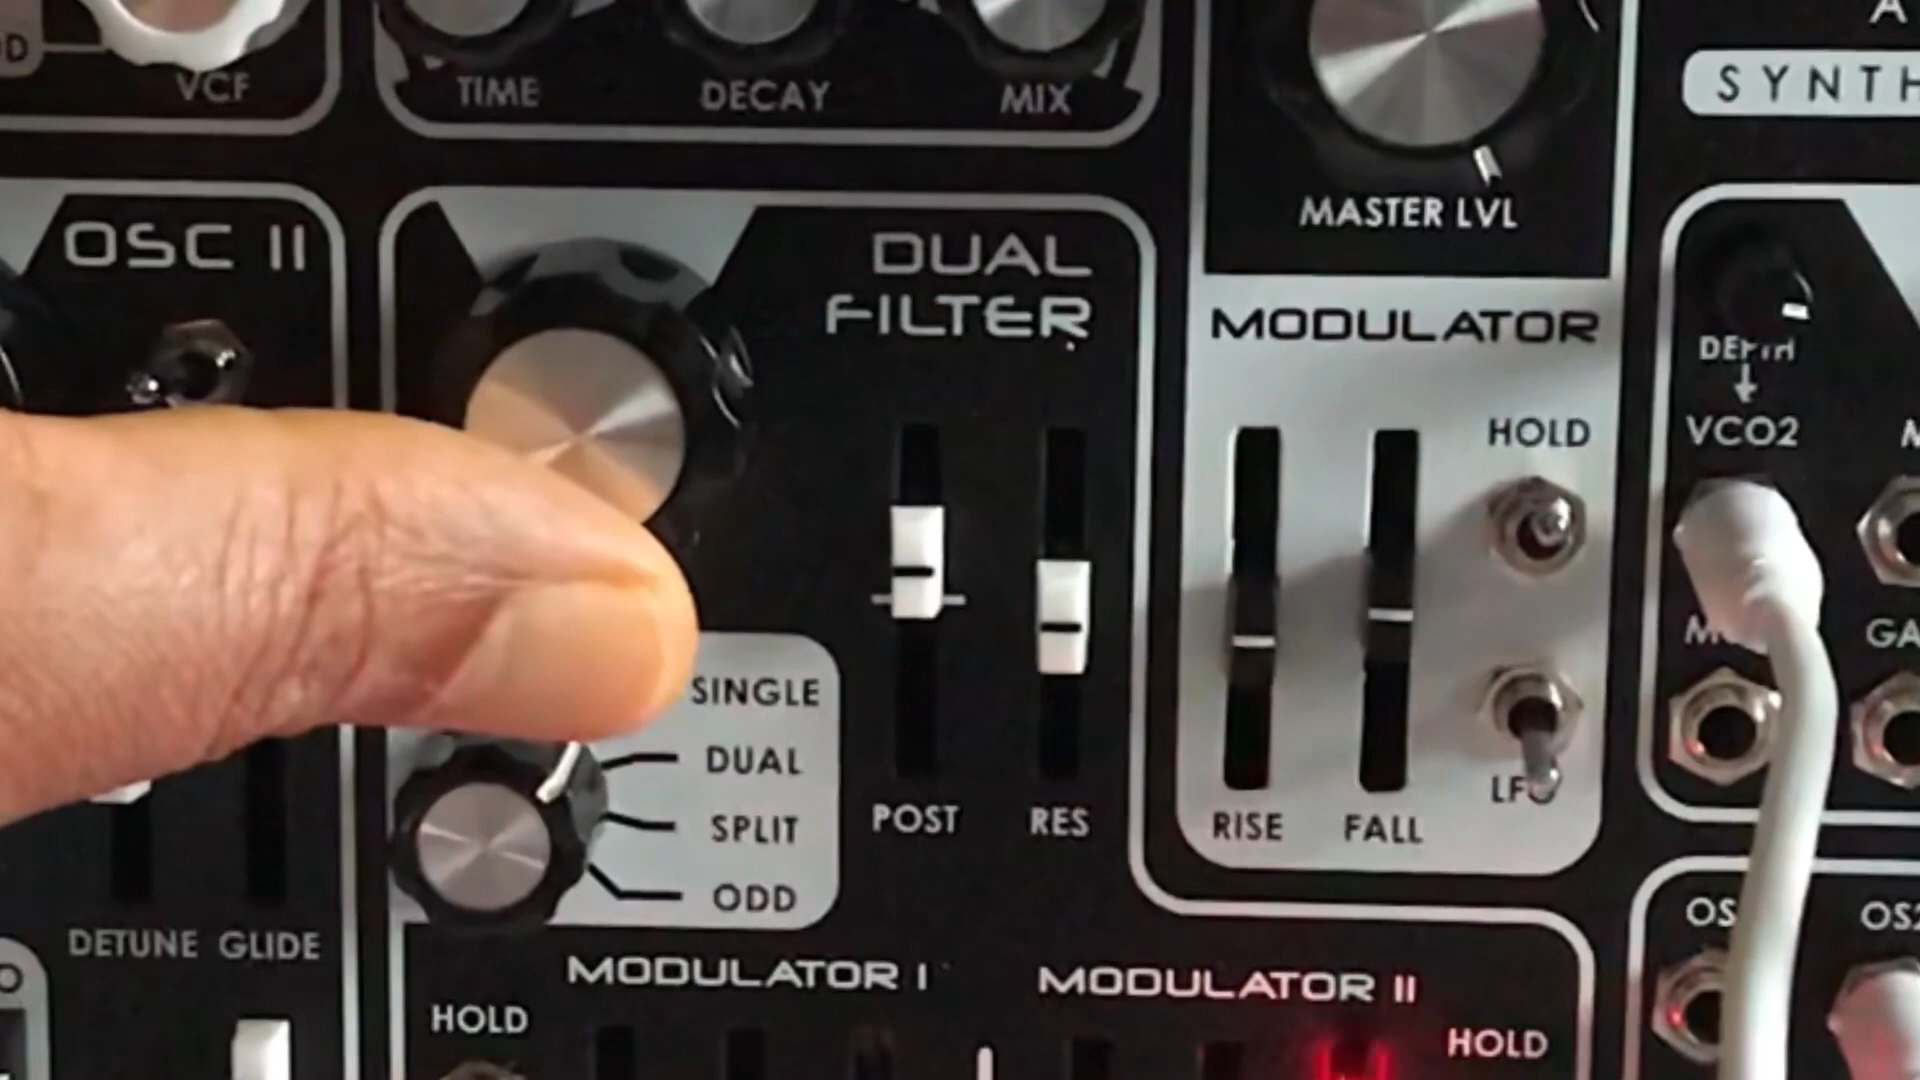 VCF
TIME
DECAY
MIX
MASTER LVL
SYNTH
OSC II
DUAL
FILTER
MODULATOR
DEPTH
VCO2
HOLD
SINGLE
DUAL
SPLIT
ODD
POST
RES
RISE
FALL
LFO
DETUNE
GLIDE
MODULATOR I
MODULATOR II
HOLD
HOLD